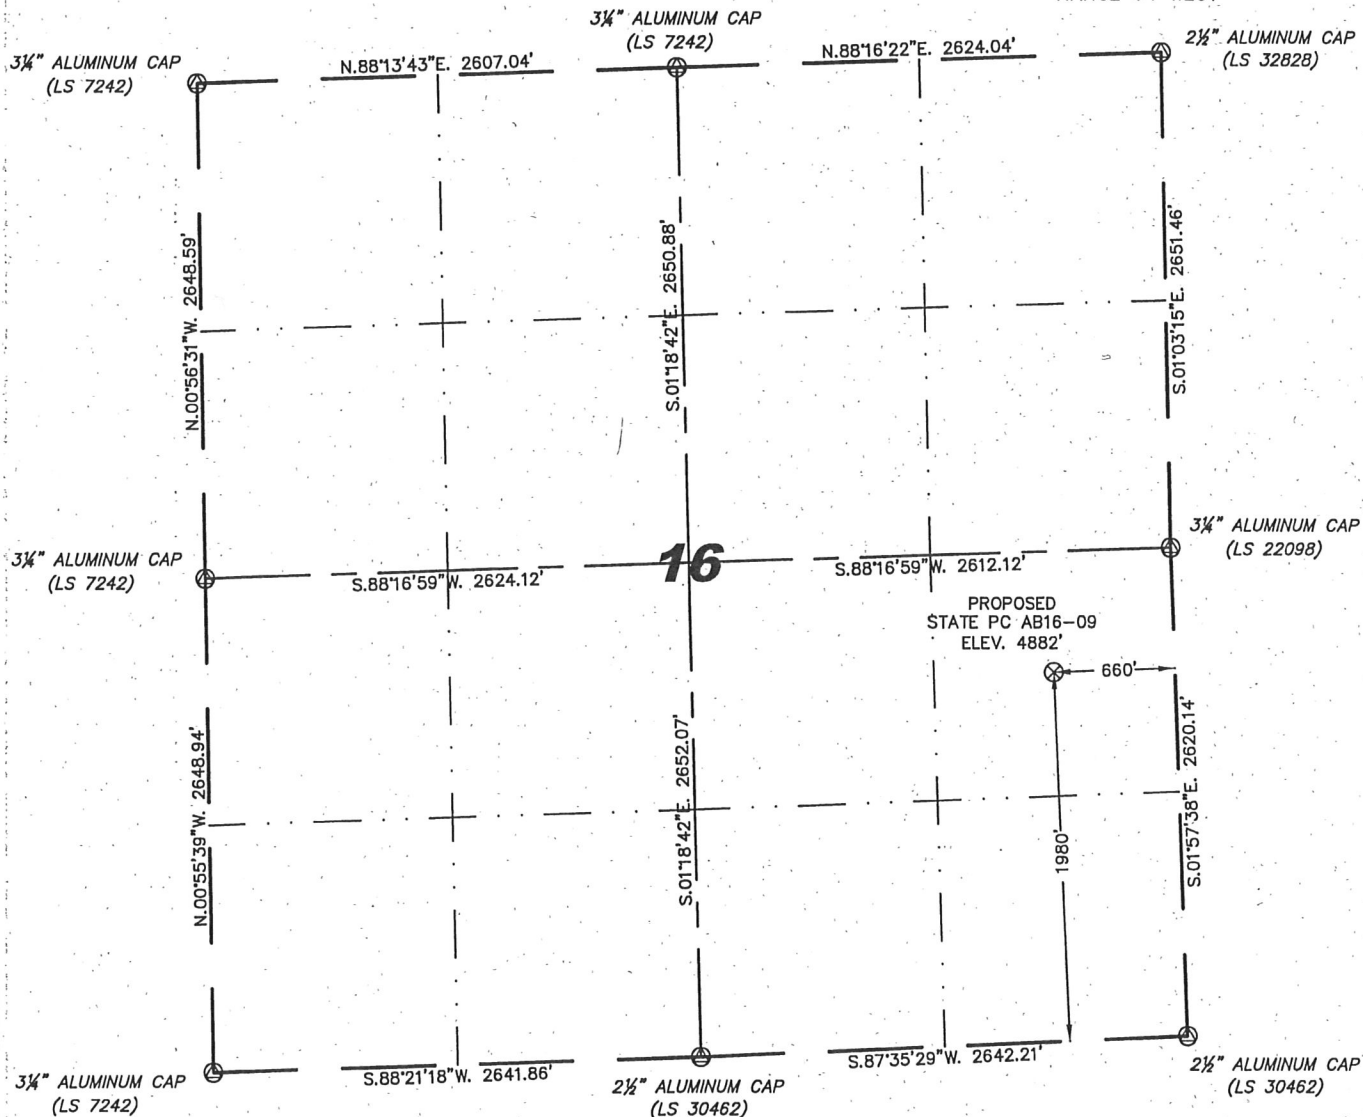 3¼" ALUMINUM CAP
(LS 7242)
2½" ALUMINUM CAP
(LS 32828)
3¼" ALUMINUM CAP
(LS 7242)
N.88°13'43"E. 2607.04'
N.88°16'22"E. 2624.04'
N.00°56'31"W. 2648.59'
S.01°18'42"E. 2650.88'
S.01°03'15"E. 2651.46'
3¼" ALUMINUM CAP
(LS 7242)
S.88°16'59"W. 2624.12'
16
S.88°16'59"W. 2612.12'
3¼" ALUMINUM CAP
(LS 22098)
PROPOSED
STATE PC AB16-09
ELEV. 4882'
660'
N.00°55'39"W. 2648.94'
S.01°18'42"E. 2652.07'
1980'
S.01°57'38"E. 2620.14'
3¼" ALUMINUM CAP
(LS 7242)
S.88°21'18"W. 2641.86'
2½" ALUMINUM CAP
(LS 30462)
S.87°35'29"W. 2642.21'
2½" ALUMINUM CAP
(LS 30462)